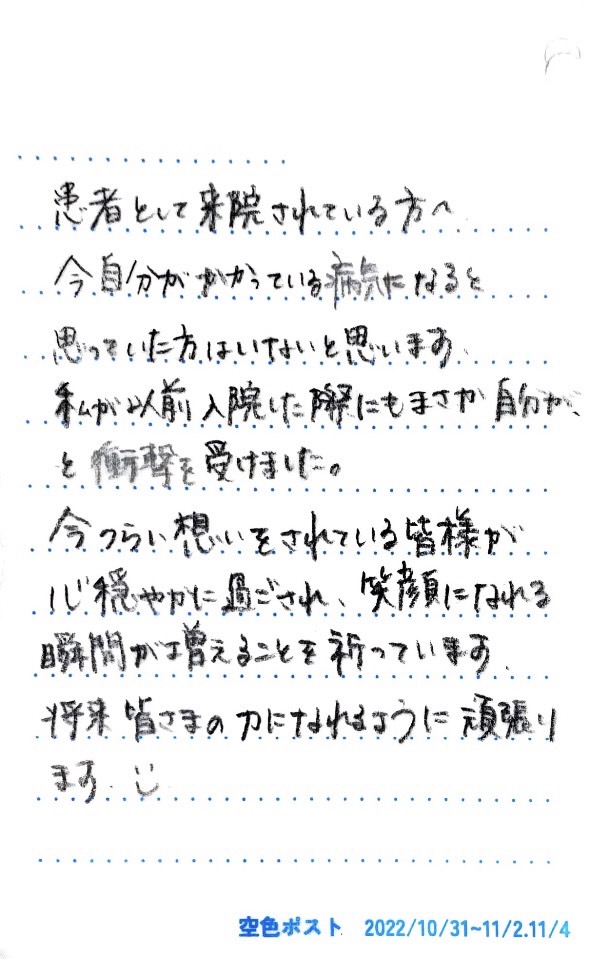 患者として来院されている方へ
今自分がかかっている病気になると
思っていた方はいないと思います。
私が以前入院した際にもまさか自分が、
と衝撃を受けました。
今つらい想いをされている皆様が
心穏やかに過ごされ、笑顔になれる
瞬間が増えることを祈っています。
将来皆さまの力になれるように頑張り
ます。
空色ポスト 2022/10/31~11/2.11/4